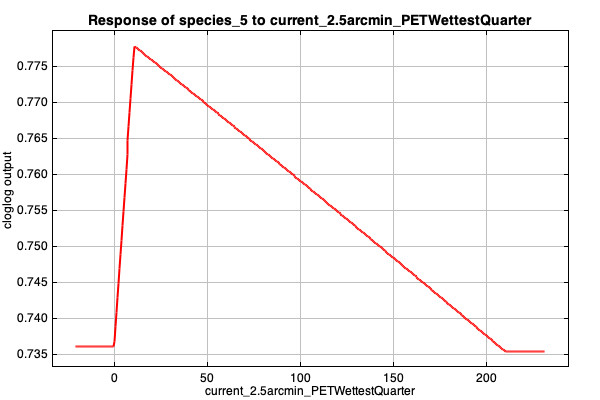 Response of species_5 to current_2.5arcmin_PETWettestQuarter
cloglog output
0.775
0.770
0.765
0.760
0.755
0.750
0.745
0.740
0.735
0 50 100 150 200
current_2.5arcmin_PETWettestQuarter